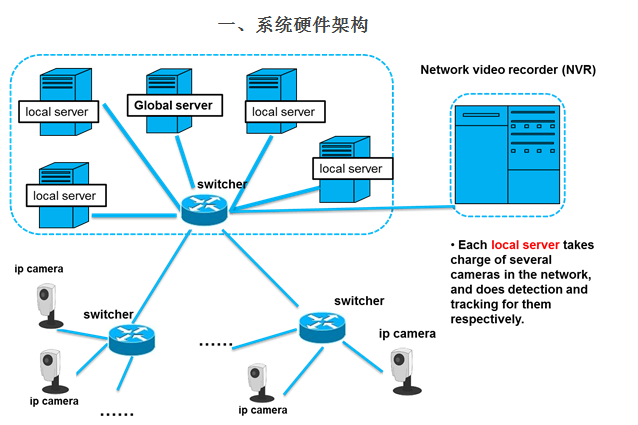 一、系统硬件架构
Network video recorder (NVR)
local server
Global server
local server
local server
local server
switcher
• Each local server takes
charge of several
cameras in the network,
and does detection and
tracking for them
respectively.
ip camera
switcher
switcher
ip camera
......
ip camera
ip camera
......